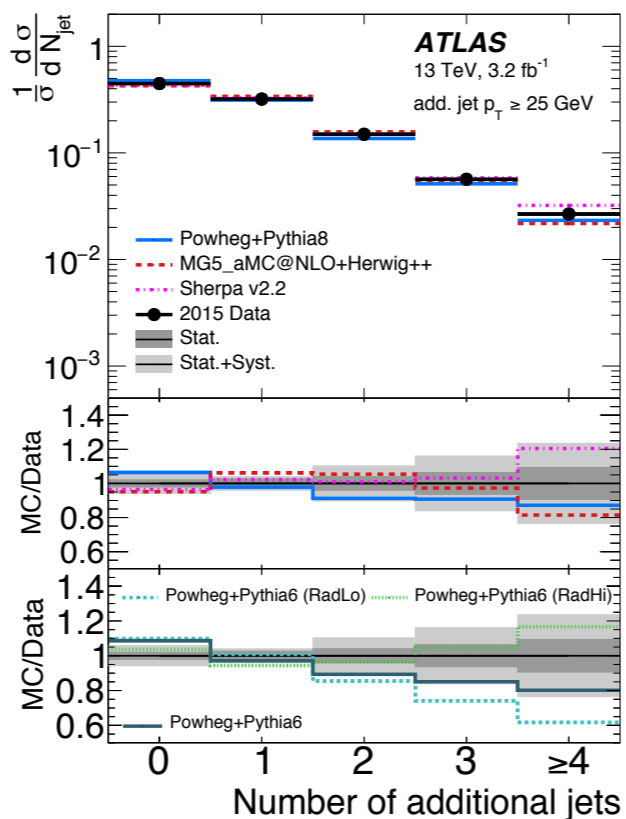 1/σ d σ/d N_jet
ATLAS
13 TeV, 3.2 fb⁻¹
add. jet p_T ≥ 25 GeV
1
10⁻¹
10⁻²
10⁻³
Powheg+Pythia8
MG5_aMC@NLO+Herwig++
Sherpa v2.2
2015 Data
Stat.
Stat.+Syst.
MC/Data
1.4
1.2
1
0.8
0.6
MC/Data
1.4
1.2
1
0.8
0.6
Powheg+Pythia6 (RadLo)
Powheg+Pythia6 (RadHi)
Powheg+Pythia6
0 1 2 3 ≥4
Number of additional jets